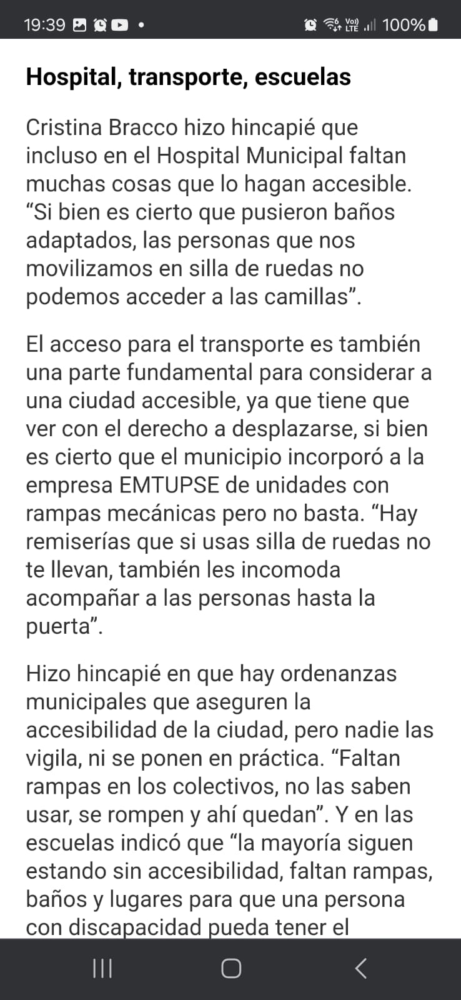 19:39
Vo))
LTE
100%
Hospital, transporte, escuelas
Cristina Bracco hizo hincapié que
incluso en el Hospital Municipal faltan
muchas cosas que lo hagan accesible.
“Si bien es cierto que pusieron baños
adaptados, las personas que nos
movilizamos en silla de ruedas no
podemos acceder a las camillas”.
El acceso para el transporte es también
una parte fundamental para considerar a
una ciudad accesible, ya que tiene que
ver con el derecho a desplazarse, si bien
es cierto que el municipio incorporó a la
empresa EMTUPSE de unidades con
rampas mecánicas pero no basta. “Hay
remiserías que si usas silla de ruedas no
te llevan, también les incomoda
acompañar a las personas hasta la
puerta”.
Hizo hincapié en que hay ordenanzas
municipales que aseguren la
accesibilidad de la ciudad, pero nadie las
vigila, ni se ponen en práctica. “Faltan
rampas en los colectivos, no las saben
usar, se rompen y ahí quedan”. Y en las
escuelas indicó que “la mayoría siguen
estando sin accesibilidad, faltan rampas,
baños y lugares para que una persona
con discapacidad pueda tener el